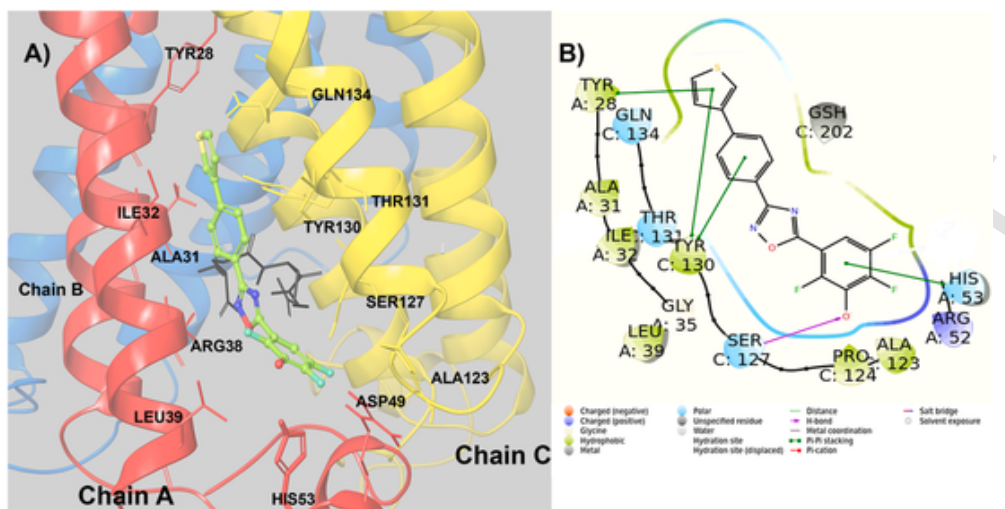 A)
TYR28
GLN134
ILE32
THR131
TYR130
ALA31
Chain B
SER127
ARG38
ALA123
LEU39
ASP49
Chain C
Chain A
HIS53
B)
S
TYR
A: 28
GLN
C: 134
GSH
C: 202
ALA
A: 31
THR
C: 131
ILE
A: 32
TYR
C: 130
N
N
O
F
F
F
O
HIS
A: 53
GLY
A: 35
ARG
A: 52
LEU
A: 39
SER
C: 127
PRO
C: 124
ALA
A: 123
Charged (negative)
Charged (positive)
Glycine
Hydrophobic
Metal
Polar
Unspecified residue
Water
Hydration site
Hydration site (displaced)
Distance
H-bond
Metal coordination
Pi-Pi stacking
Pi-cation
Salt bridge
Solvent exposure